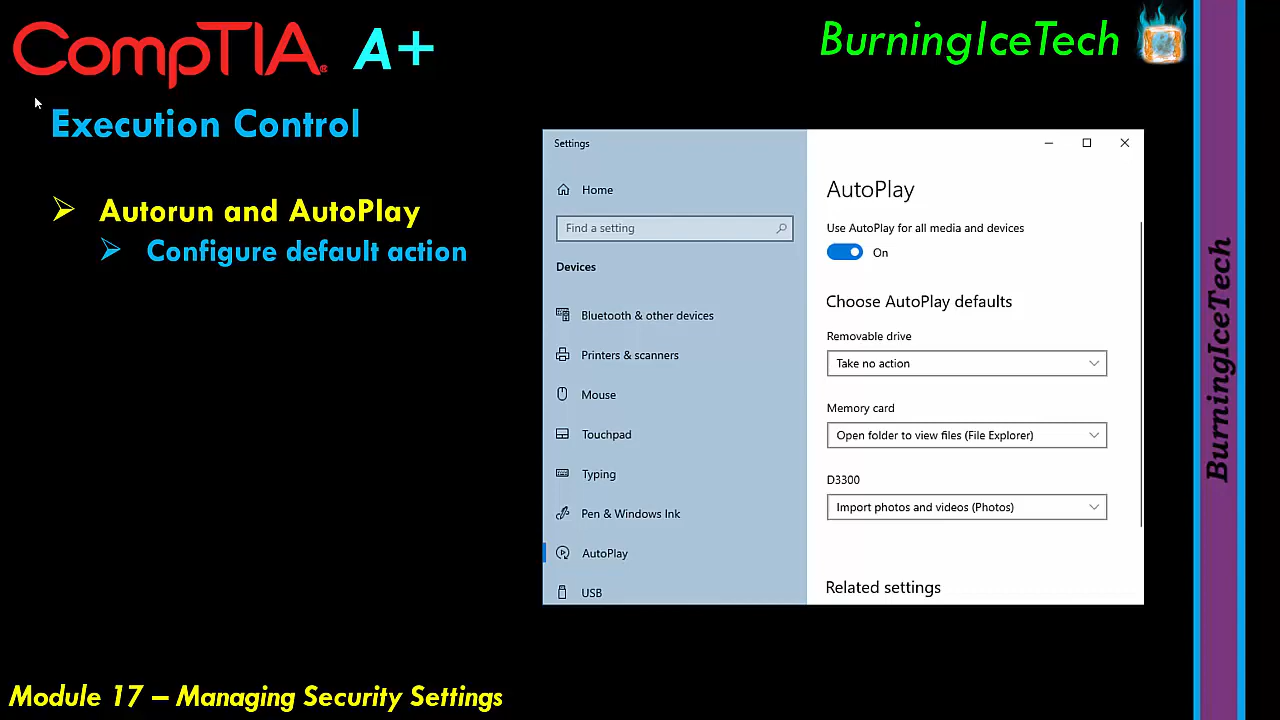 CompTIA. A+
BurningIceTech
Execution Control
Autorun and AutoPlay
Configure default action
Settings
Home
Find a setting
Devices
Bluetooth & other devices
Printers & scanners
Mouse
Touchpad
Typing
Pen & Windows Ink
AutoPlay
USB
AutoPlay
Use AutoPlay for all media and devices
On
Choose AutoPlay defaults
Removable drive
Take no action
Memory card
Open folder to view files (File Explorer)
D3300
Import photos and videos (Photos)
Related settings
BurningIceTech
Module 17 – Managing Security Settings